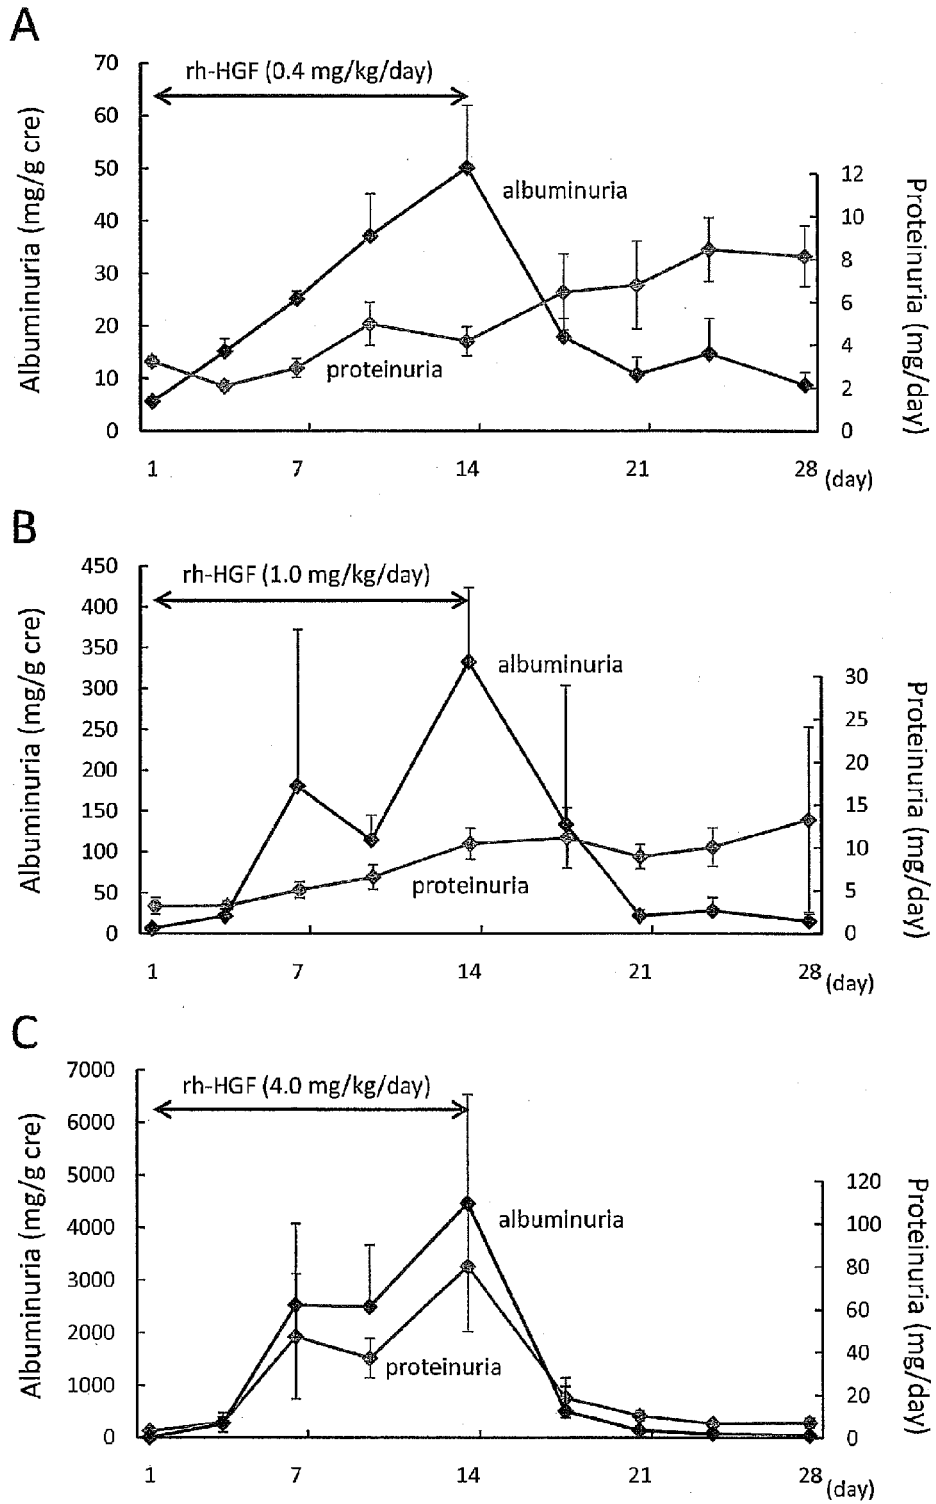 A
rh-HGF (0.4 mg/kg/day)
Albuminuria (mg/g cre)
70
60
50
40
30
20
10
0
albuminuria
proteinuria
12
10
8
6
4
2
0
Proteinuria (mg/day)
1 7 14 21 28 (day)
B
rh-HGF (1.0 mg/kg/day)
Albuminuria (mg/g cre)
450
400
350
300
250
200
150
100
50
0
albuminuria
proteinuria
30
25
20
15
10
5
0
Proteinuria (mg/day)
1 7 14 21 28 (day)
C
rh-HGF (4.0 mg/kg/day)
Albuminuria (mg/g cre)
7000
6000
5000
4000
3000
2000
1000
0
albuminuria
proteinuria
120
100
80
60
40
20
0
Proteinuria (mg/day)
1 7 14 21 28 (day)